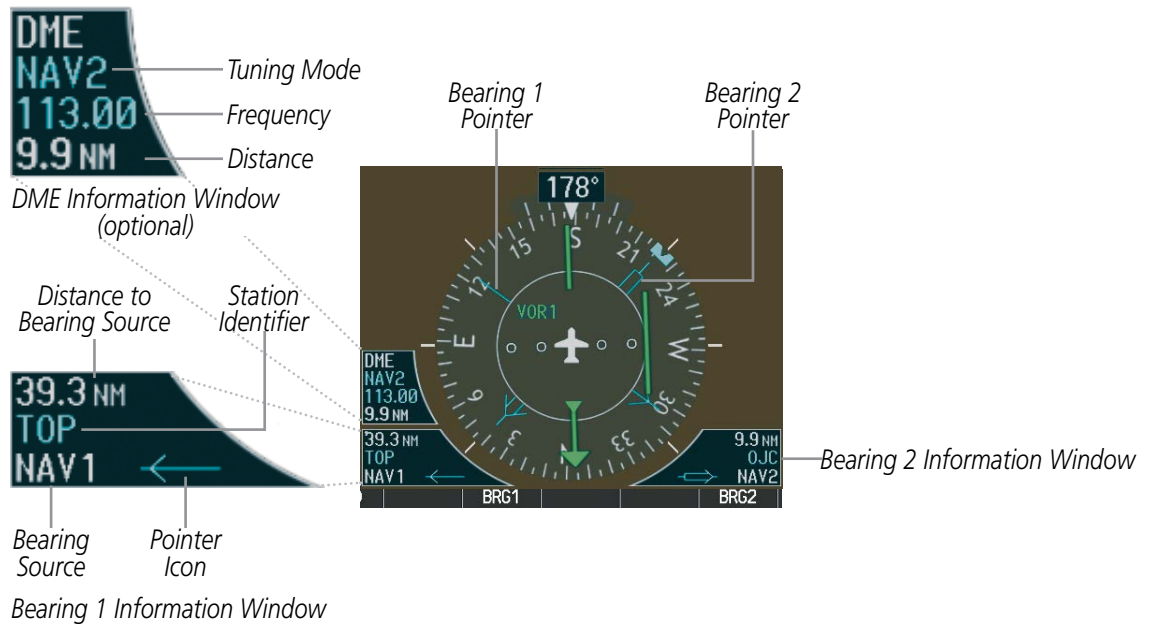 DME
NAV2
113.00
9.9 NM
Tuning Mode
Frequency
Distance
DME Information Window
(optional)
Bearing 1
Pointer
Bearing 2
Pointer
178°
S
21
24
W
30
33
N
3
6
E
12
15
VOR1
DME
NAV2
113.00
9.9 NM
39.3 NM
TOP
NAV1
9.9 NM
OJC
NAV2
BRG1
BRG2
Distance to
Bearing Source
Station
Identifier
39.3 NM
TOP
NAV1
Bearing 2 Information Window
Bearing
Source
Pointer
Icon
Bearing 1 Information Window